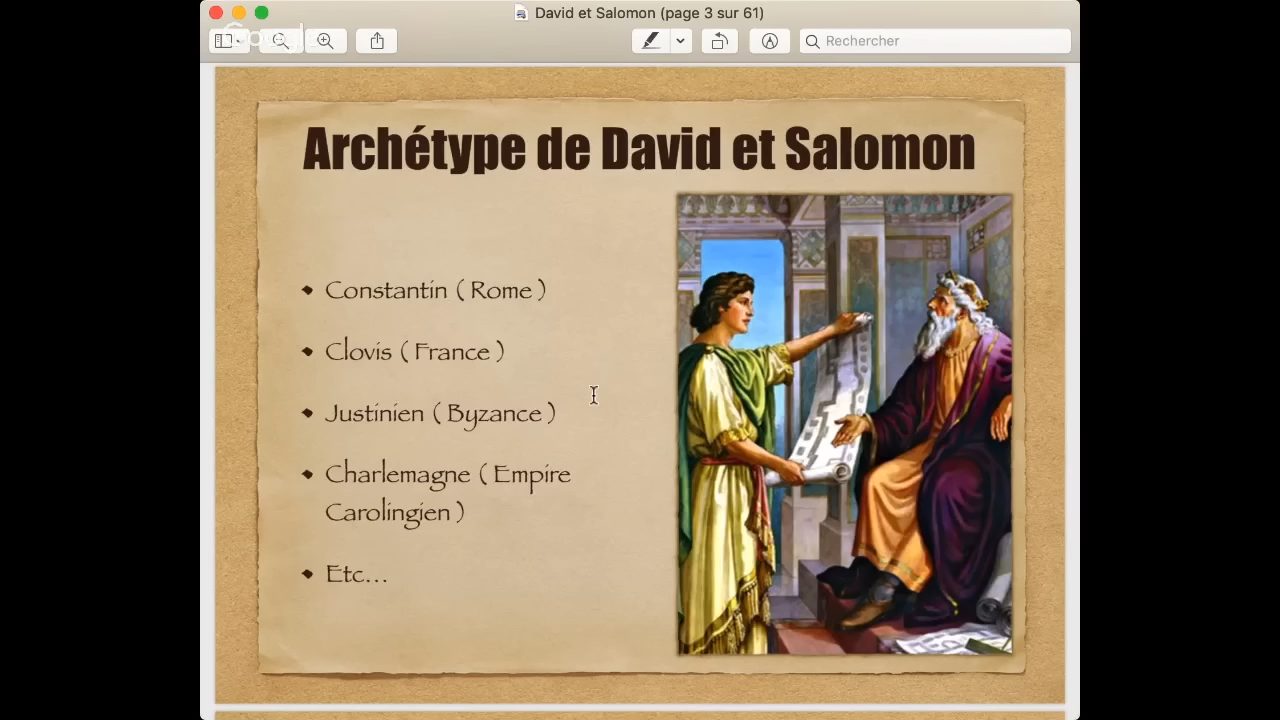 David et Salomon (page 3 sur 61)
Google
Rechercher
Archétype de David et Salomon
Constantin ( Rome )
Clovis ( France )
Justinien ( Byzance )
Charlemagne ( Empire
Carolingien )
Etc...